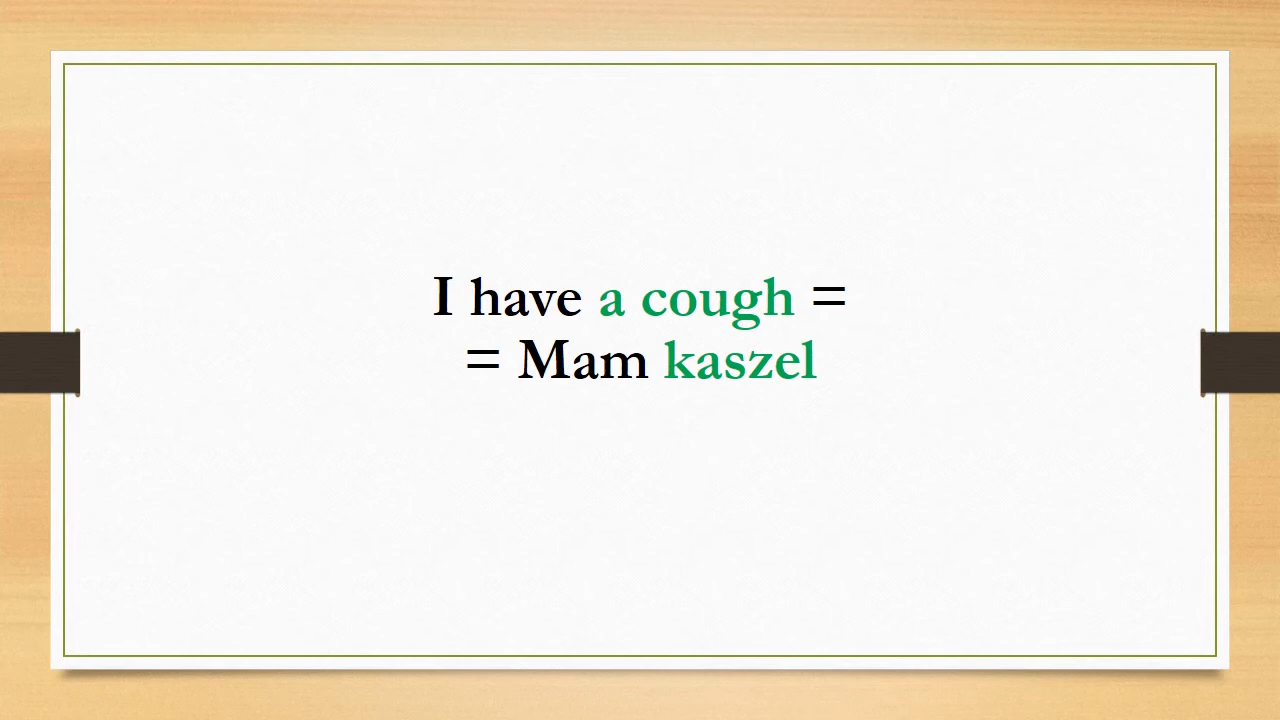 I have a cough =
= Mam kaszel